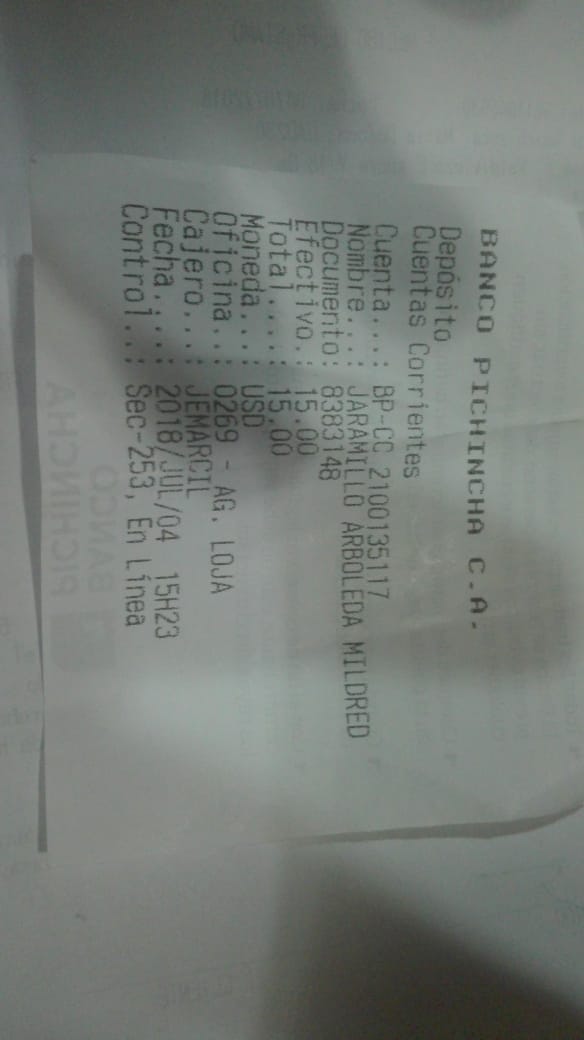 BANCO PICHINCHA C.A.
Depósito
Cuentas Corrientes
Cuenta...: BP-CC 2100135117
Nombre...: JARAMILLO ARBOLEDA MILDRED
Documento: 8383148
Efectivo.: 15.00
Total....: 15.00
Moneda...: USD
Oficina..: 0269 - AG. LOJA
Cajero...: JEMARCIL
Fecha....: 2018/JUL/04 15H23
Control..: Sec-253, En Línea
BANCO
PICHINCHA